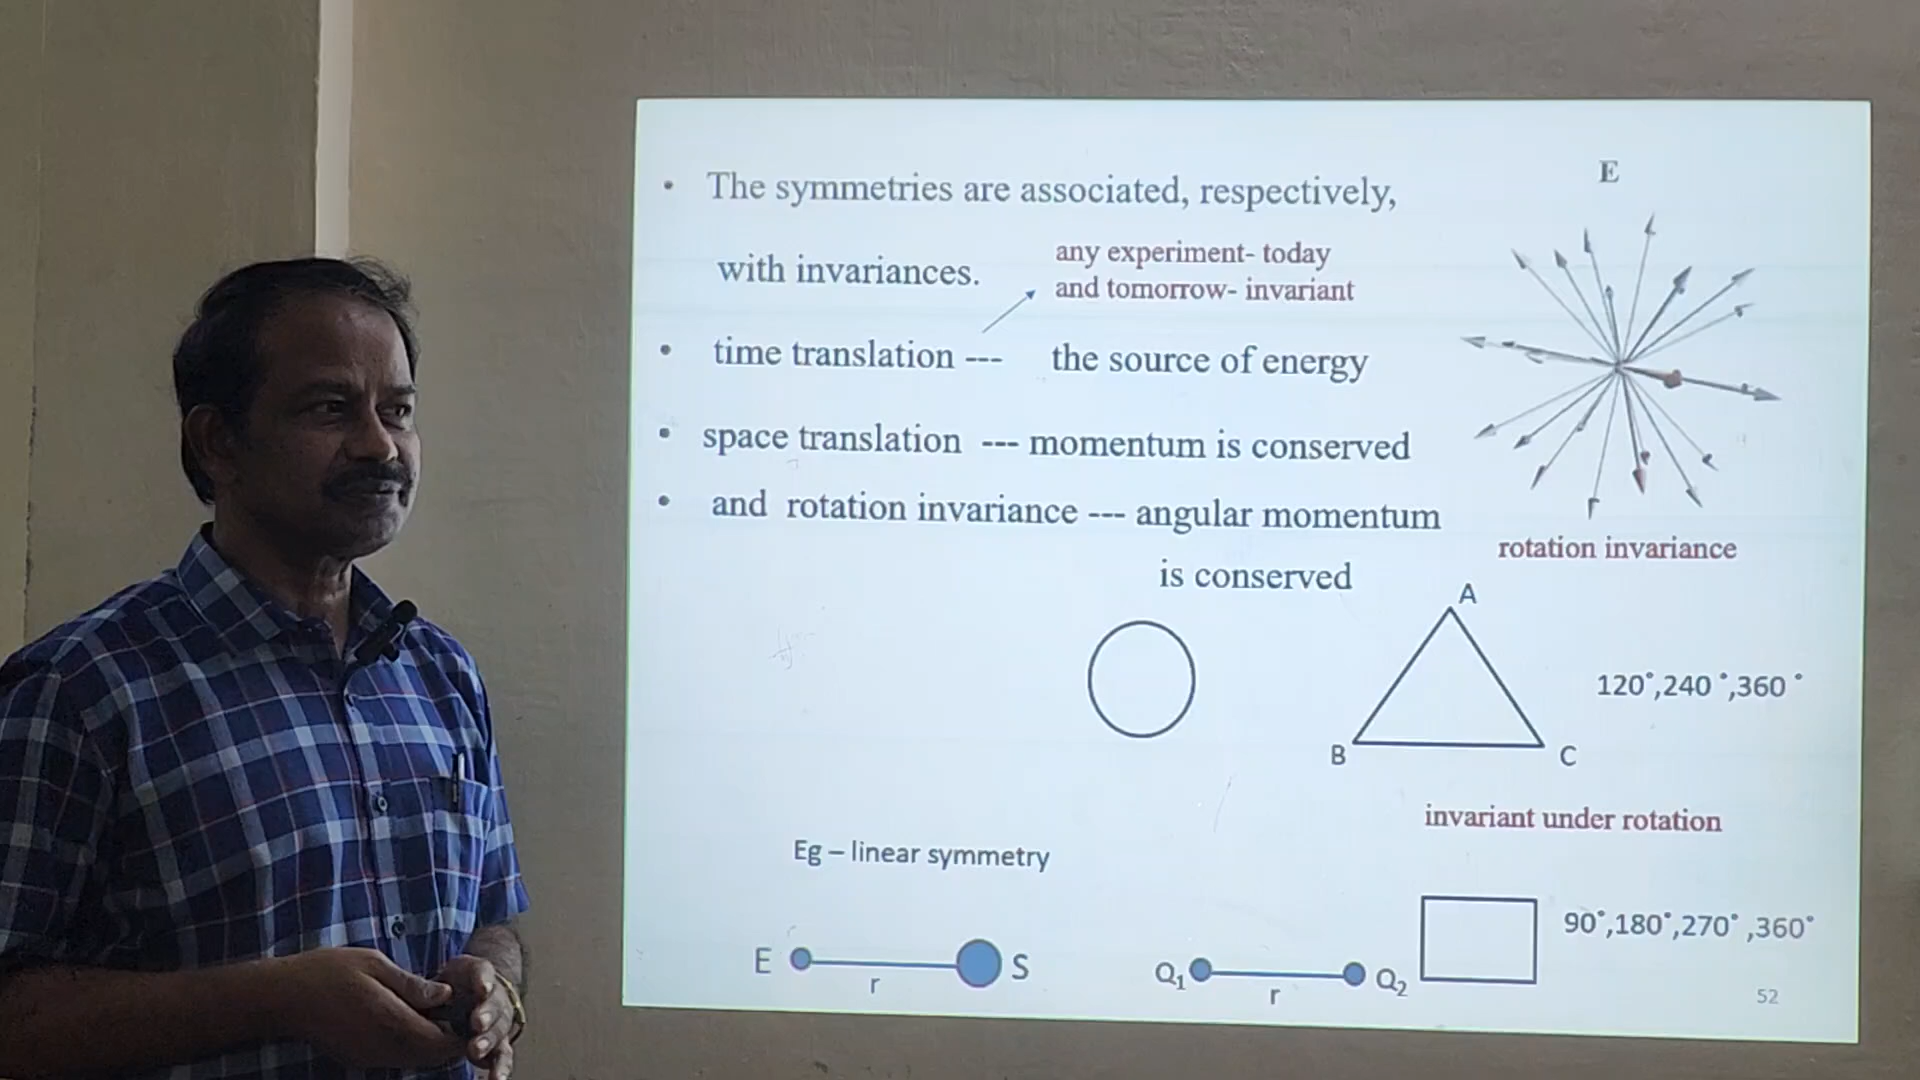 • The symmetries are associated, respectively,
with invariances.
any experiment- today
and tomorrow- invariant
• time translation --- the source of energy
• space translation --- momentum is conserved
• and rotation invariance --- angular momentum
is conserved
E
r
rotation invariance
A
B
C
120°,240 °,360 °
invariant under rotation
Eg – linear symmetry
E
r
S
Q₁
r
Q₂
90°,180°,270° ,360°
52